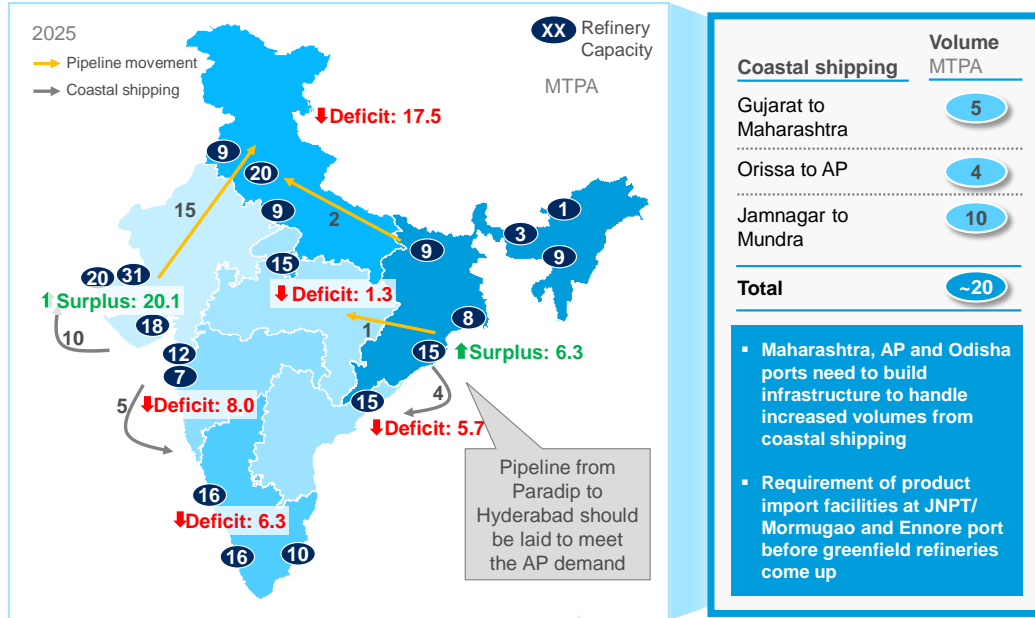 2025
Pipeline movement
Coastal shipping
XX
Refinery
Capacity
MTPA
Deficit: 17.5
9
20
15
2
9
1
3
9
9
20
31
15
Deficit: 1.3
Surplus: 20.1
8
18
1
10
12
15
Surplus: 6.3
7
4
5
Deficit: 8.0
15
Deficit: 5.7
Pipeline from
Paradip to
Hyderabad should
be laid to meet
the AP demand
16
Deficit: 6.3
16
10
Coastal shipping
Volume
MTPA
Gujarat to
Maharashtra
5
Orissa to AP
4
Jamnagar to
Mundra
10
Total
~20
▪ Maharashtra, AP and Odisha
ports need to build
infrastructure to handle
increased volumes from
coastal shipping
▪ Requirement of product
import facilities at JNPT/
Mormugao and Ennore port
before greenfield refineries
come up